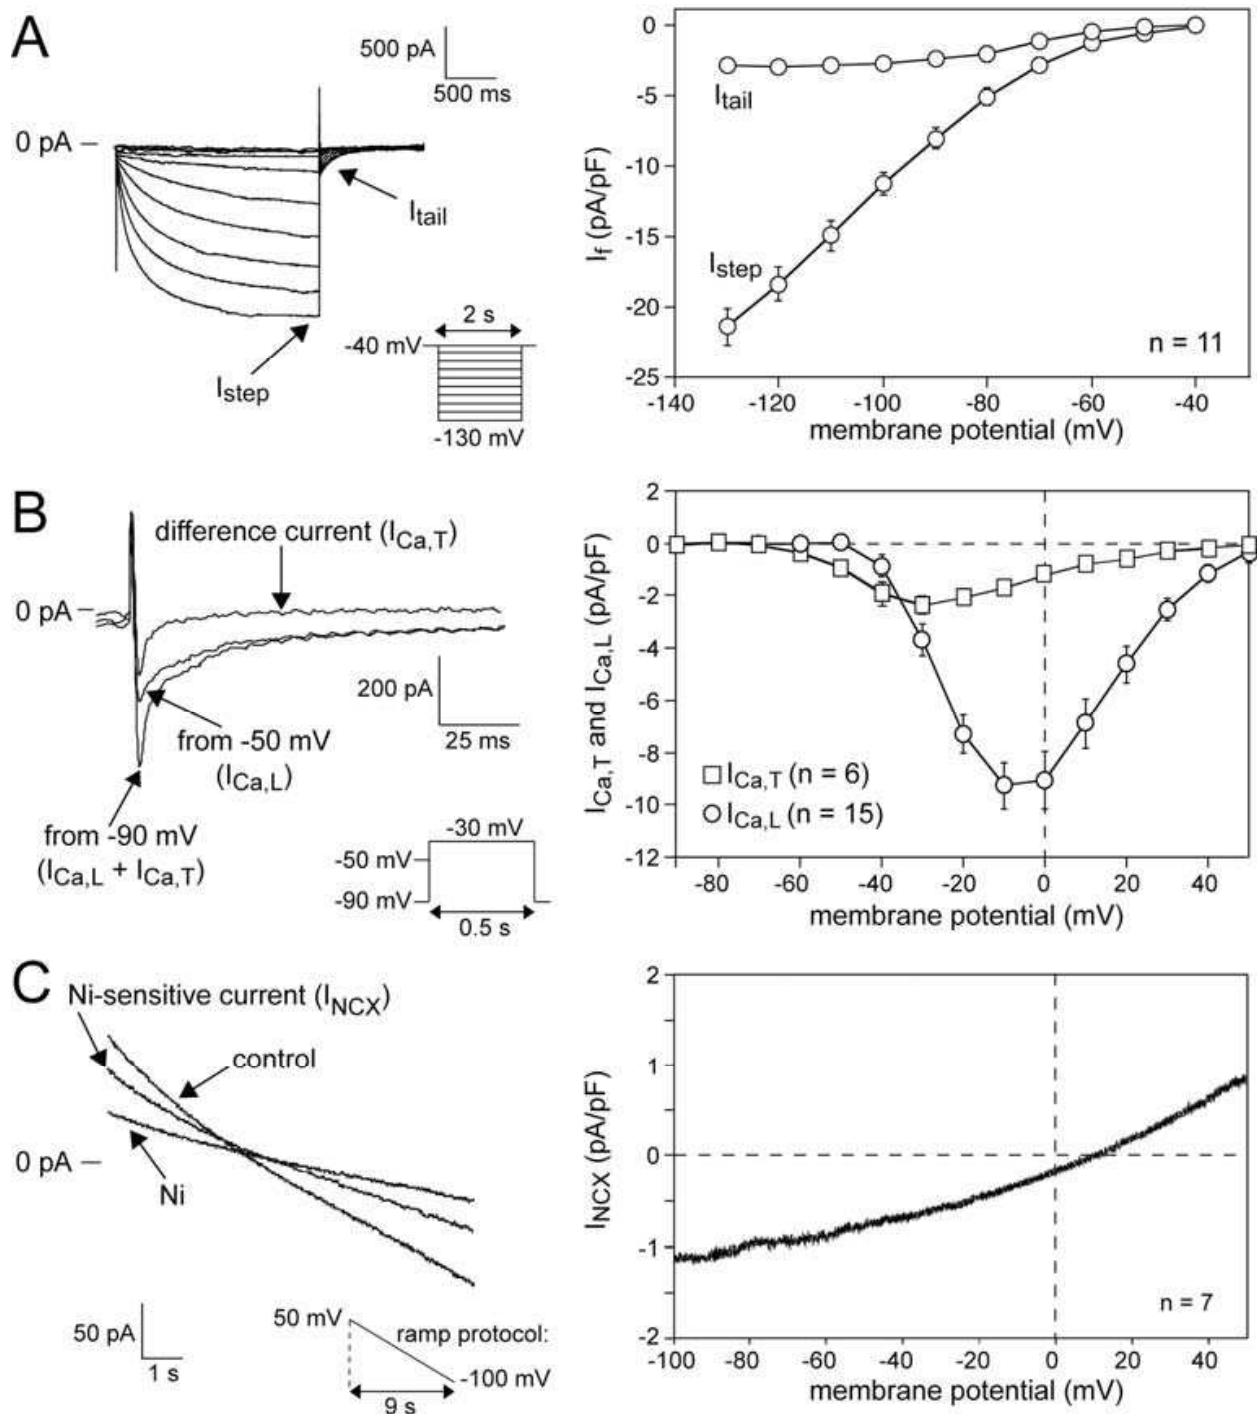 A
500 pA
500 ms
0 pA
I_tail
I_step
2 s
-40 mV
-130 mV
0
-5
-10
-15
-20
-25
I_f (pA/pF)
I_tail
I_step
n = 11
-140 -120 -100 -80 -60 -40
membrane potential (mV)
B
difference current (I_Ca,T)
0 pA
200 pA
25 ms
from -50 mV
(I_Ca,L)
from -90 mV
(I_Ca,L + I_Ca,T)
-30 mV
-50 mV
-90 mV
0.5 s
2
0
-2
-4
-6
-8
-10
-12
I_Ca,T and I_Ca,L (pA/pF)
I_Ca,T (n = 6)
I_Ca,L (n = 15)
-80 -60 -40 -20 0 20 40
membrane potential (mV)
C
Ni-sensitive current (I_NCX)
control
0 pA
Ni
50 pA
1 s
50 mV
ramp protocol:
-100 mV
9 s
2
1
0
-1
-2
I_NCX (pA/pF)
n = 7
-100 -80 -60 -40 -20 0 20 40
membrane potential (mV)